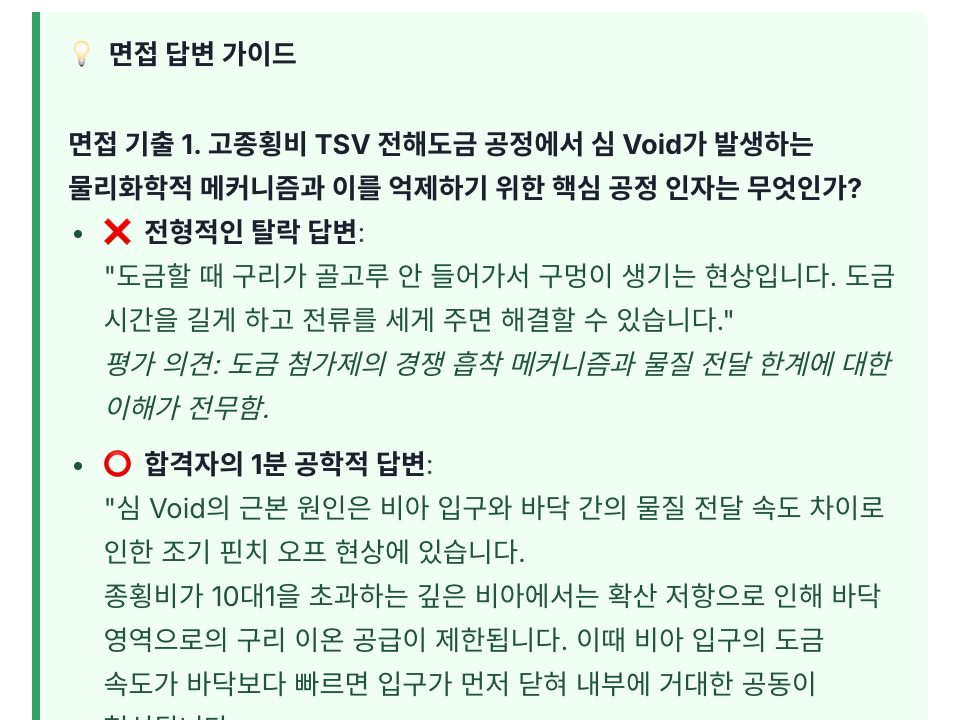 💡 면접 답변 가이드
면접 기출 1. 고종횡비 TSV 전해도금 공정에서 심 Void가 발생하는
물리화학적 메커니즘과 이를 억제하기 위한 핵심 공정 인자는 무엇인가?
• ❌ 전형적인 탈락 답변:
"도금할 때 구리가 골고루 안 들어가서 구멍이 생기는 현상입니다. 도금
시간을 길게 하고 전류를 세게 주면 해결할 수 있습니다."
평가 의견: 도금 첨가제의 경쟁 흡착 메커니즘과 물질 전달 한계에 대한
이해가 전무함.
• ⭕ 합격자의 1분 공학적 답변:
"심 Void의 근본 원인은 비아 입구와 바닥 간의 물질 전달 속도 차이로
인한 조기 핀치 오프 현상에 있습니다.
종횡비가 10대1을 초과하는 깊은 비아에서는 확산 저항으로 인해 바닥
영역으로의 구리 이온 공급이 제한됩니다. 이때 비아 입구의 도금
속도가 바닥보다 빠르면 입구가 먼저 닫혀 내부에 거대한 공동이